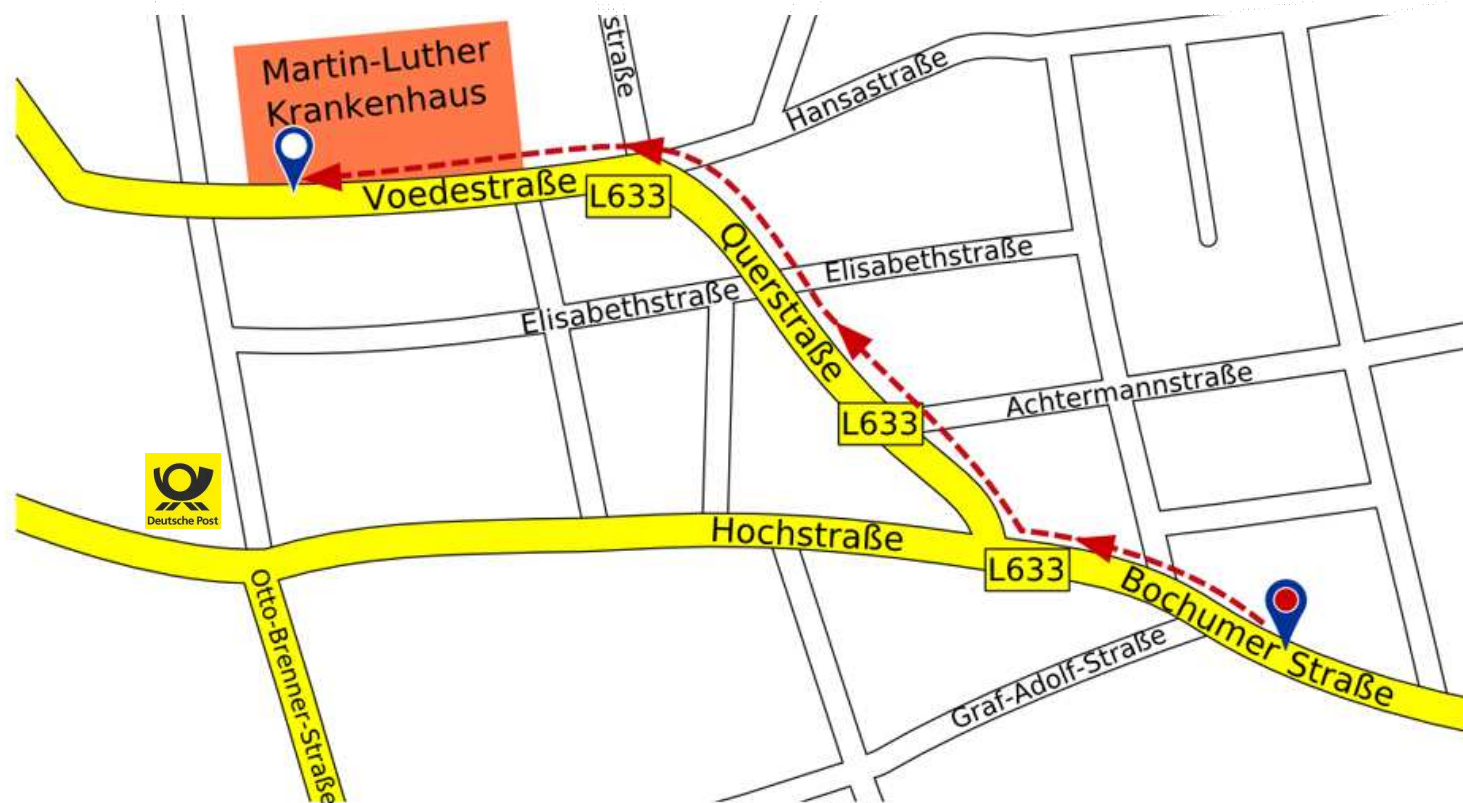 straße
Martin-Luther
Krankenhaus
Hansastraße
Voedestraße
L633
Querstraße
Elisabethstraße
Elisabethstraße
Achtermannstraße
L633
Deutsche Post
Hochstraße
L633
Bochumer Straße
Otto-Brenner-Straße
Graf-Adolf-Straße